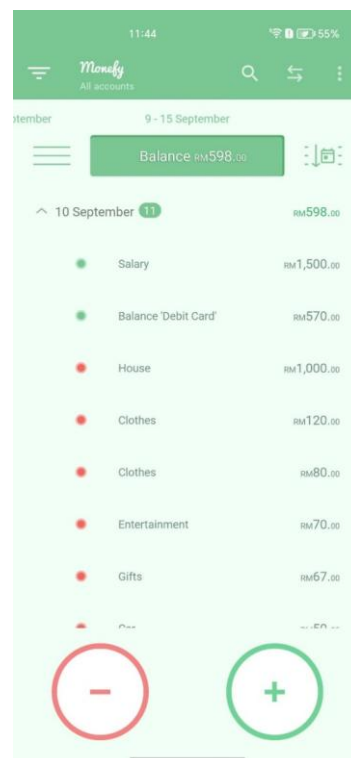 11:44 55%
Monefy
All accounts
9 - 15 September
Balance RM598.00
10 September 11 RM598.00
Salary RM1,500.00
Balance 'Debit Card' RM570.00
House RM1,000.00
Clothes RM120.00
Clothes RM80.00
Entertainment RM70.00
Gifts RM67.00